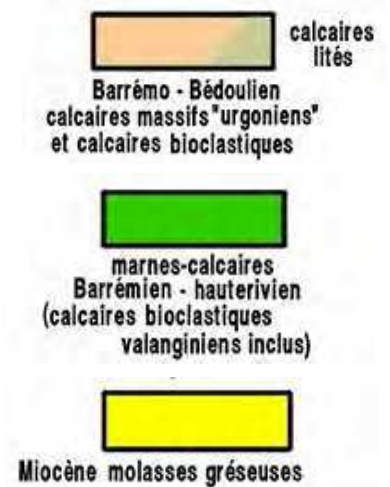 calcaires
lités
Barrémo - Bédoulien
calcaires massifs "urgoniens"
et calcaires bioclastiques
marnes-calcaires
Barrémien - hauterivien
(calcaires bioclastiques
valanginiens inclus)
Miocène molasses gréseuses